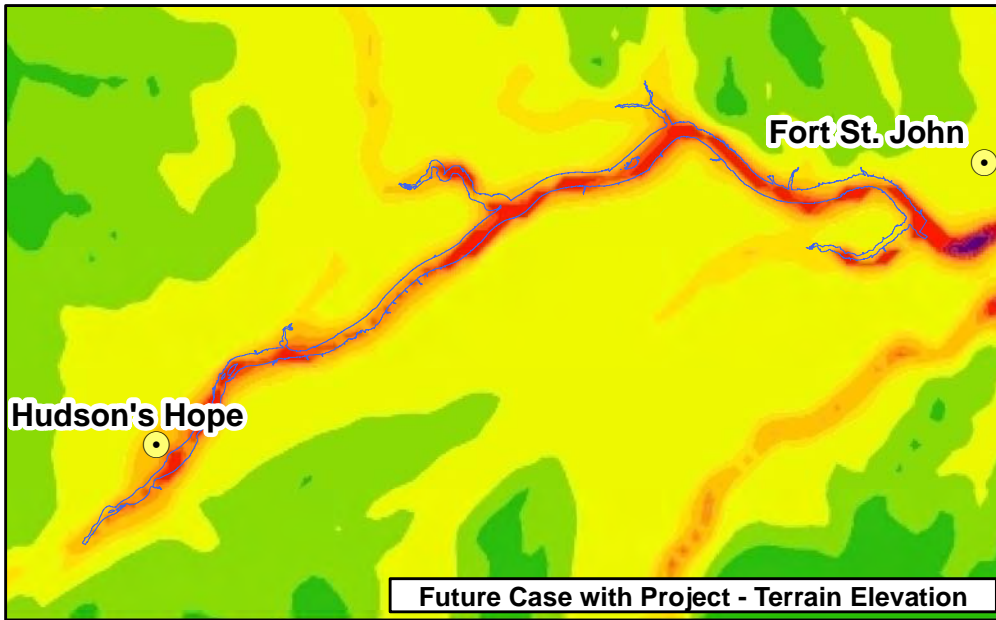 Fort St. John
Hudson's Hope
Future Case with Project - Terrain Elevation